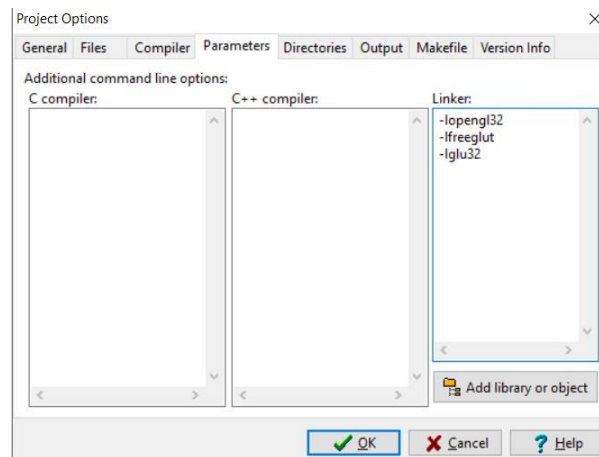 Project Options
General Files Compiler Parameters Directories Output Makefile Version Info
Additional command line options:
C compiler: C++ compiler: Linker:
-lopengl32
-lfreeglut
-lglu32
Add library or object
OK Cancel Help